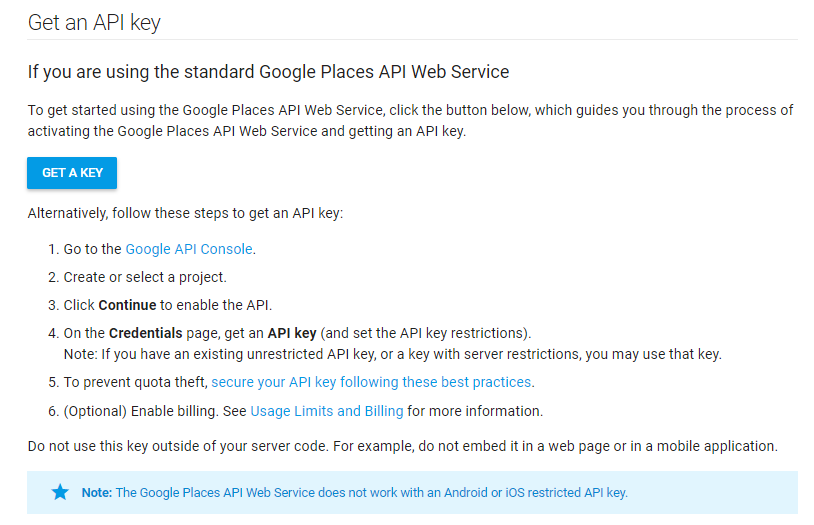 Get an API key
If you are using the standard Google Places API Web Service
To get started using the Google Places API Web Service, click the button below, which guides you through the process of
activating the Google Places API Web Service and getting an API key.
GET A KEY
Alternatively, follow these steps to get an API key:
1. Go to the Google API Console.
2. Create or select a project.
3. Click Continue to enable the API.
4. On the Credentials page, get an API key (and set the API key restrictions).
Note: If you have an existing unrestricted API key, or a key with server restrictions, you may use that key.
5. To prevent quota theft, secure your API key following these best practices.
6. (Optional) Enable billing. See Usage Limits and Billing for more information.
Do not use this key outside of your server code. For example, do not embed it in a web page or in a mobile application.
Note: The Google Places API Web Service does not work with an Android or iOS restricted API key.